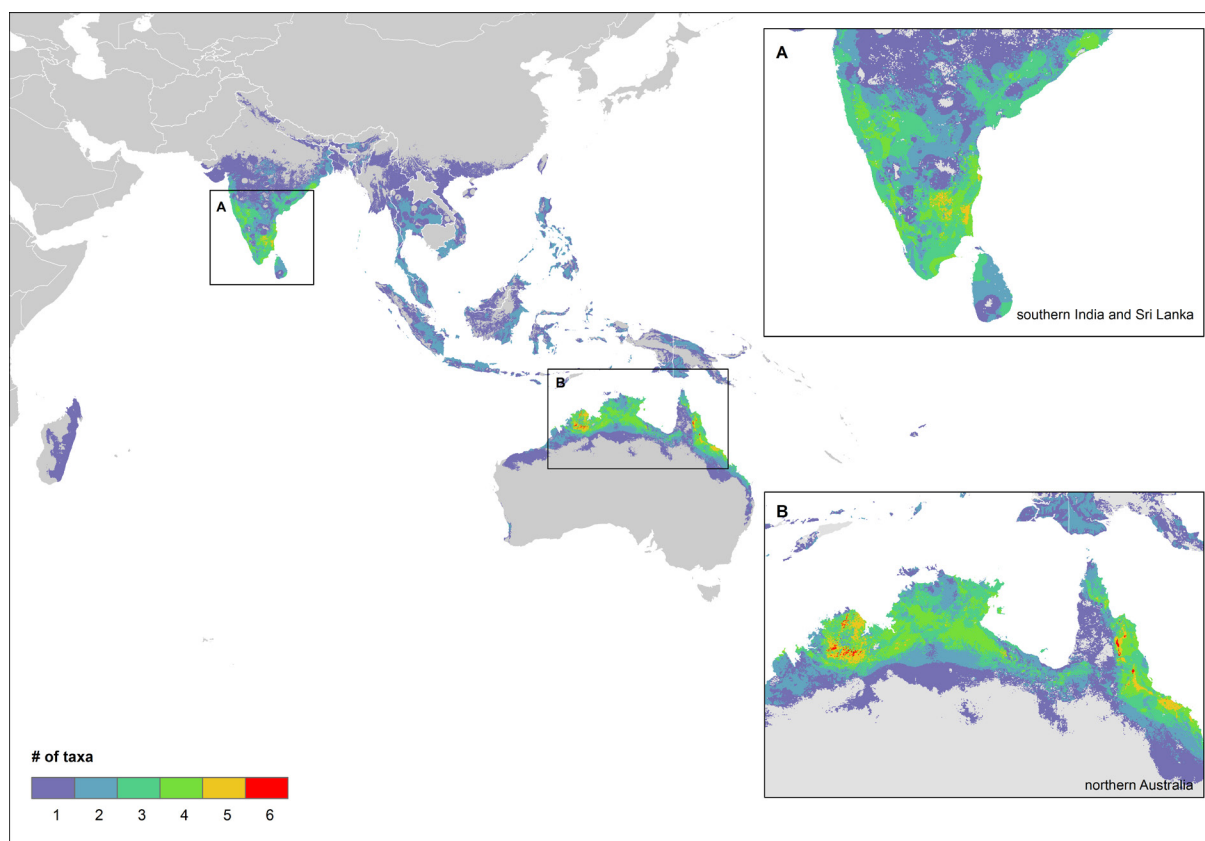 A
southern India and Sri Lanka
A
B
B
northern Australia
# of taxa
1 2 3 4 5 6